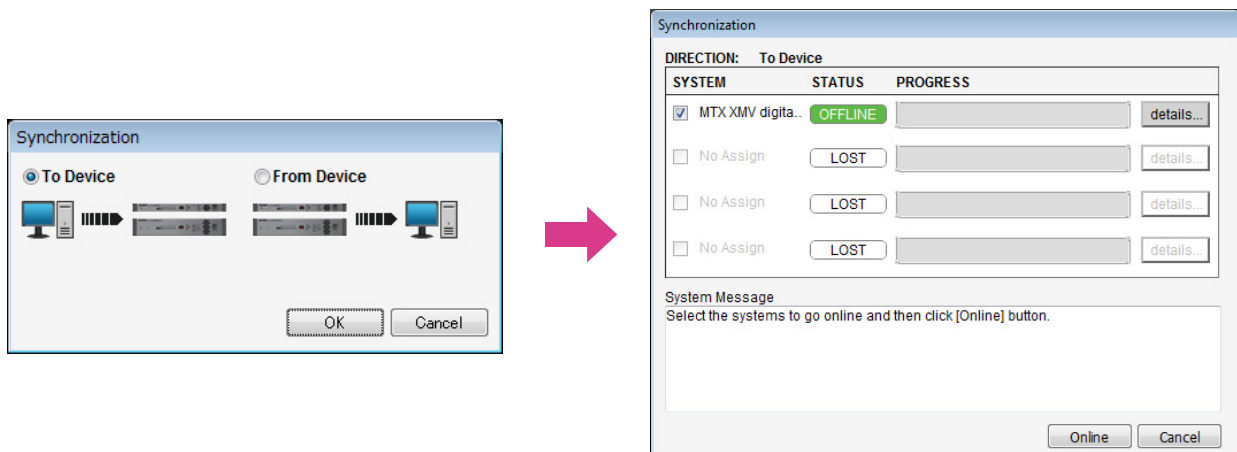 Synchronization
To Device
From Device
OK
Cancel
Synchronization
DIRECTION: To Device
SYSTEM STATUS PROGRESS
MTX XMV digita.. OFFLINE details...
No Assign LOST details...
No Assign LOST details...
No Assign LOST details...
System Message
Select the systems to go online and then click [Online] button.
Online Cancel